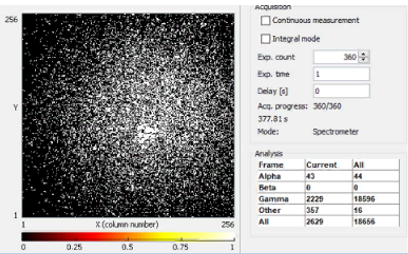 256
Y
1
1 X (column number) 256
0 0.25 0.5 0.75 1
Acquisition
Continuous measurement
Integral mode
Exp. count 360
Exp. time 1
Delay [s] 0
Acq. progress: 360/360
377.81 s
Mode: Spectrometer
Analysis
Frame Current All
Alpha 43 44
Beta 0 0
Gamma 2229 18596
Other 357 16
All 2629 18656